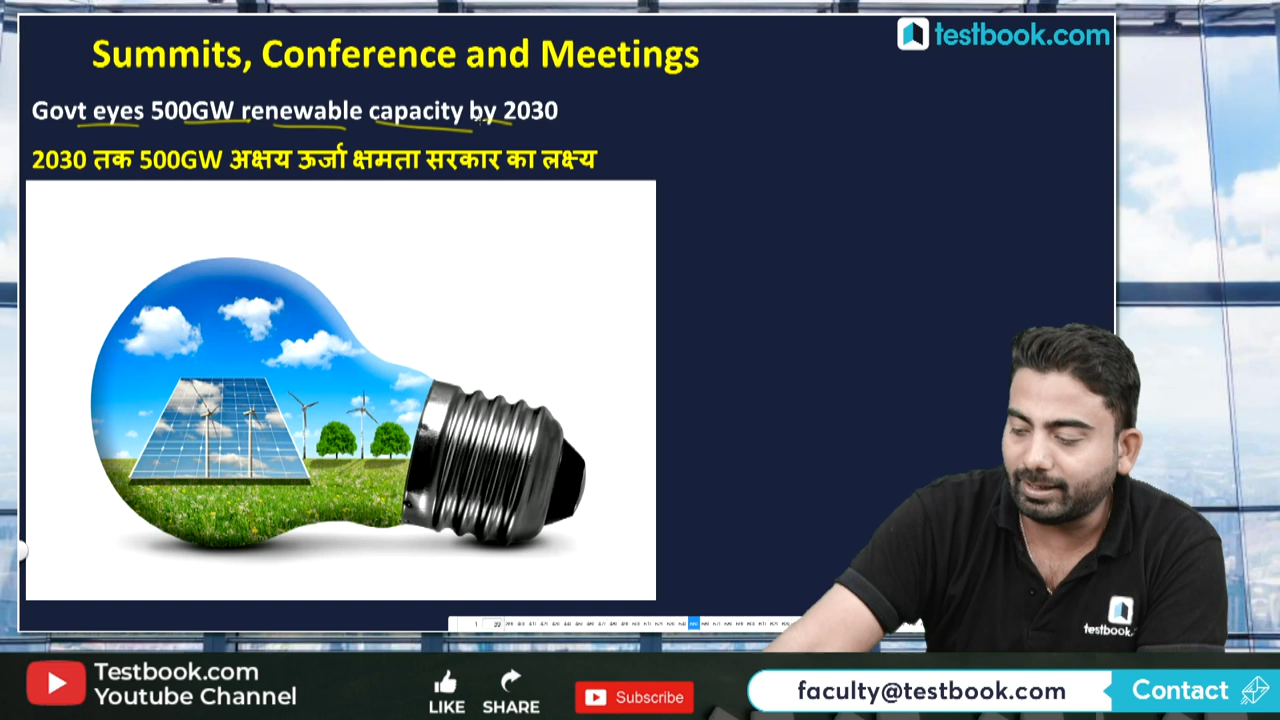 testbook.com
Summits, Conference and Meetings
Govt eyes 500GW renewable capacity by 2030
2030 तक 500GW अक्षय ऊर्जा क्षमता सरकार का लक्ष्य
testbook.
Testbook.com
Youtube Channel
LIKE
SHARE
Subscribe
faculty@testbook.com
Contact